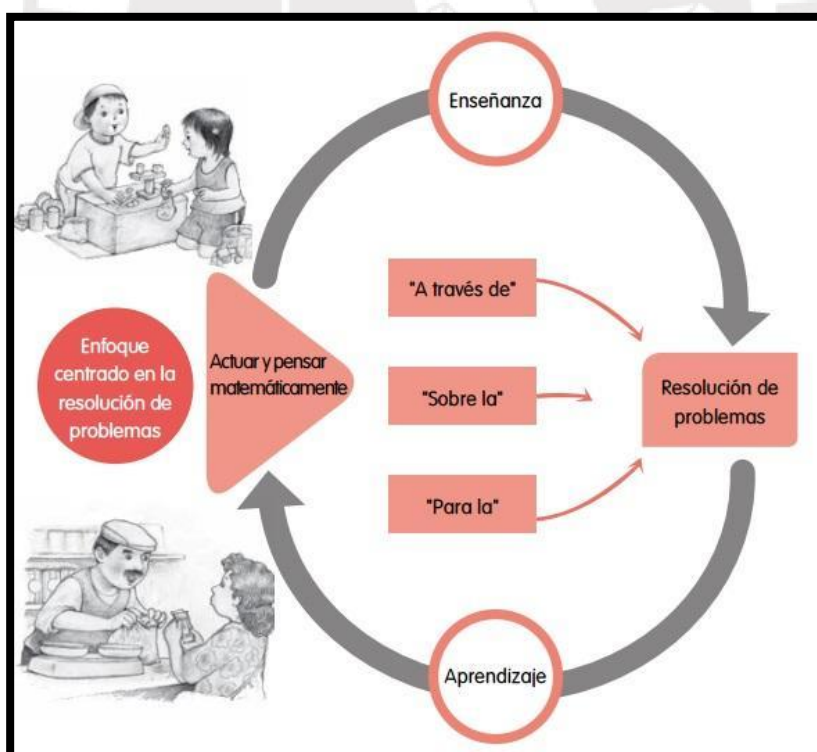 Enseñanza
"A través de"
Enfoque
centrado en la
resolución de
problemas
Actuar y pensar
matemáticamente
"Sobre la"
Resolución de
problemas
"Para la"
Aprendizaje